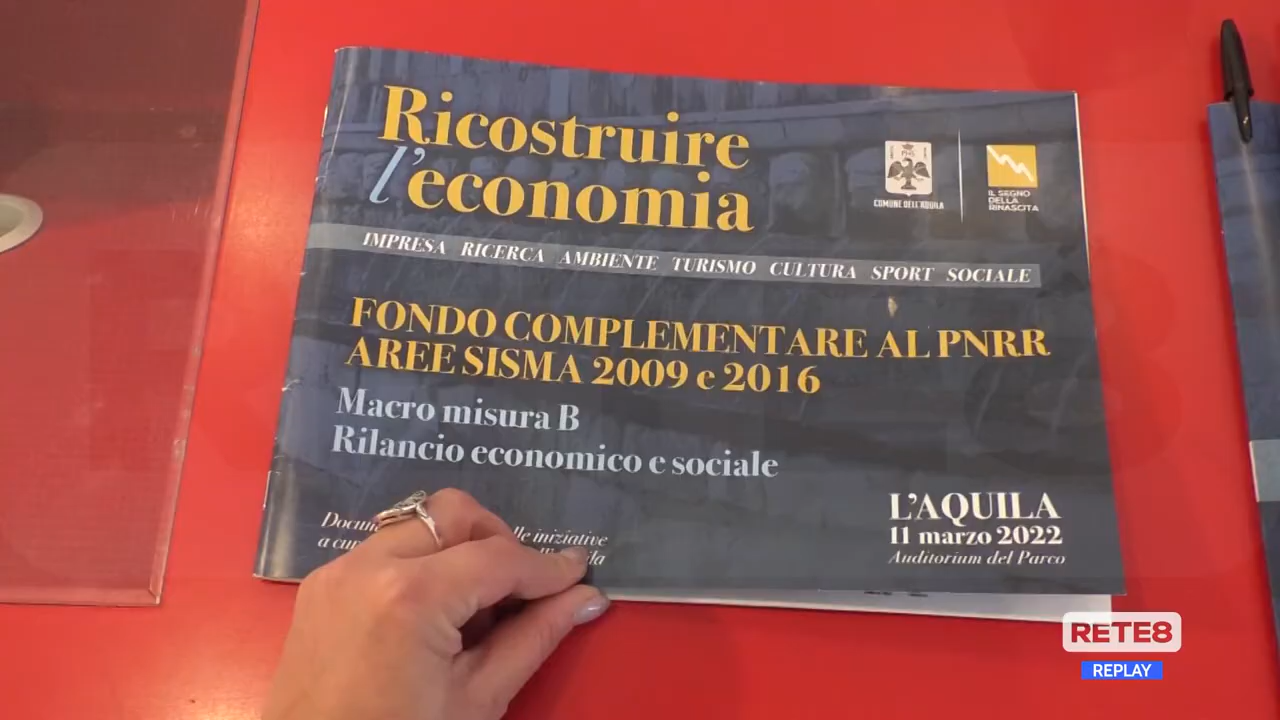 Ricostruire
l'economia
COMUNE DELL'AQUILA
IL SEGNO
DELLA
RINASCITA
IMPRESA RICERCA AMBIENTE TURISMO CULTURA SPORT SOCIALE
FONDO COMPLEMENTARE AL PNRR
AREE SISMA 2009 e 2016
Macro misura B
Rilancio economico e sociale
iniziative
a
L'AQUILA
11 marzo 2022
Auditorium del Parco
RETE8
REPLAY